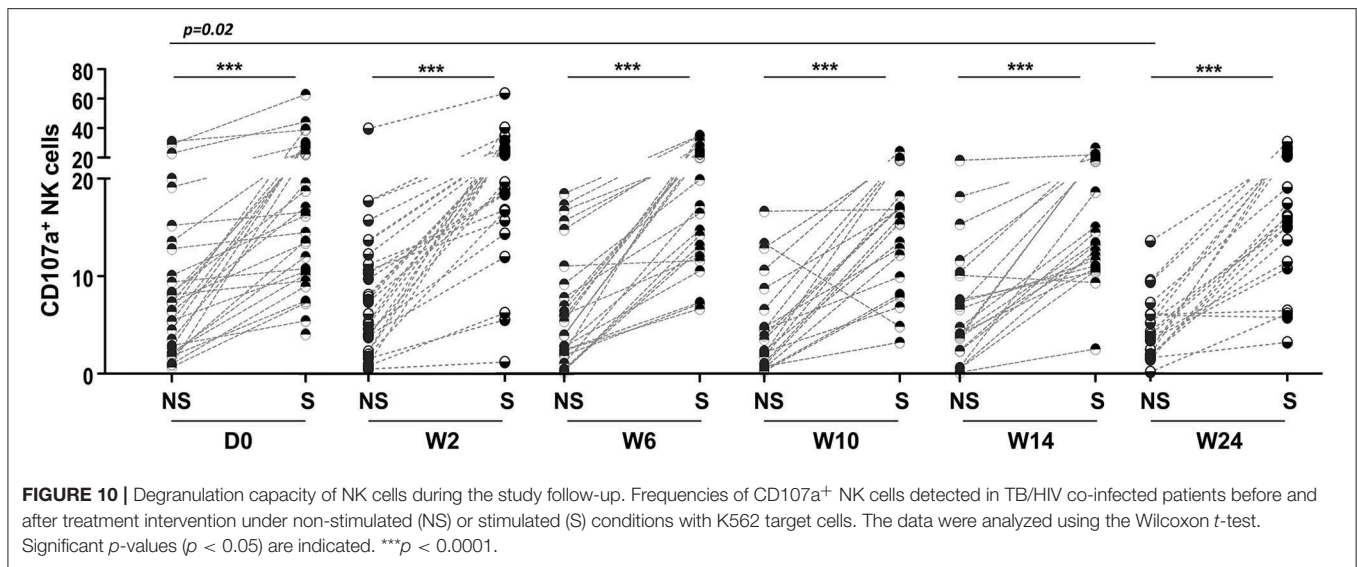 p=0.02
*** *** *** *** *** ***
80
60
40
20
20
10
0
CD107a+ NK cells
NS S NS S NS S NS S NS S NS S
D0 W2 W6 W10 W14 W24
FIGURE 10 | Degranulation capacity of NK cells during the study follow-up. Frequencies of CD107a+ NK cells detected in TB/HIV co-infected patients before and
after treatment intervention under non-stimulated (NS) or stimulated (S) conditions with K562 target cells. The data were analyzed using the Wilcoxon t-test.
Significant p-values (p < 0.05) are indicated. ***p < 0.0001.